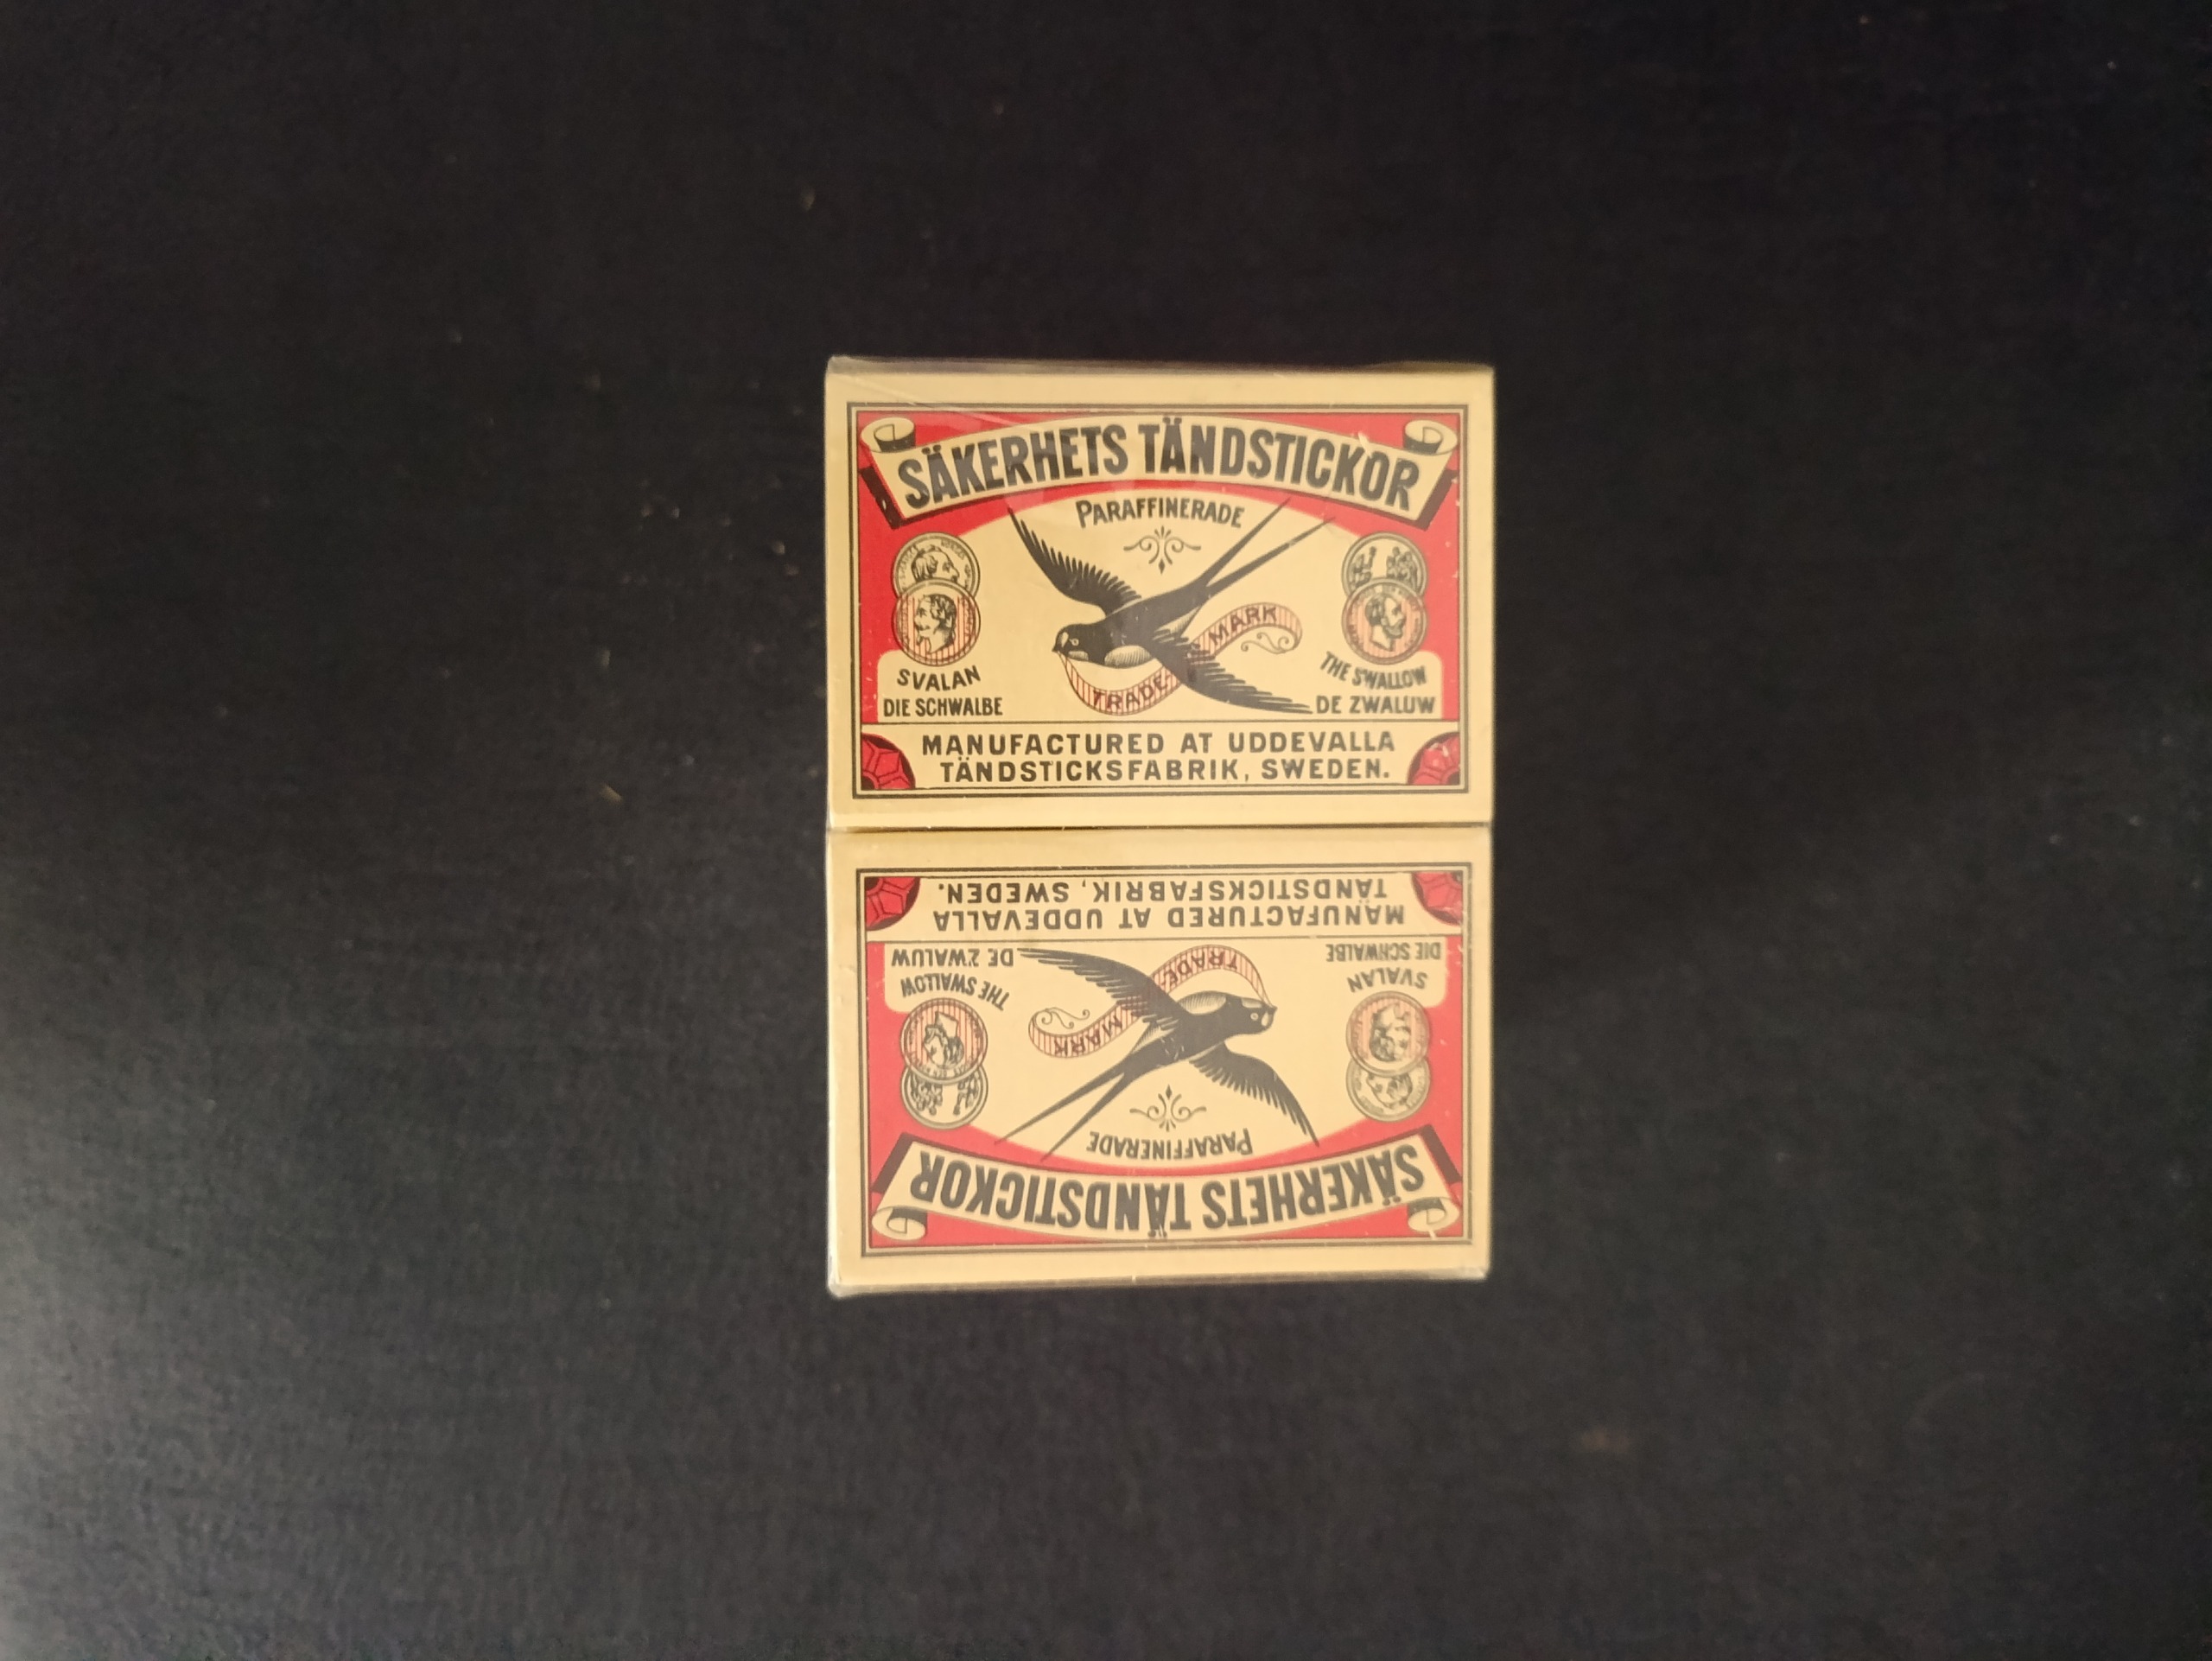 SÄKERHETS TÄNDSTICKOR
PARAFFINERADE
TRADE MARK
SVALAN
DIE SCHWALBE
THE SWALLOW
DE ZWALUW
MANUFACTURED AT UDDEVALLA
TÄNDSTICKSFABRIK, SWEDEN.
SÄKERHETS TÄNDSTICKOR
PARAFFINERADE
TRADE MARK
SVALAN
DIE SCHWALBE
THE SWALLOW
DE ZWALUW
MANUFACTURED AT UDDEVALLA
TÄNDSTICKSFABRIK, SWEDEN.